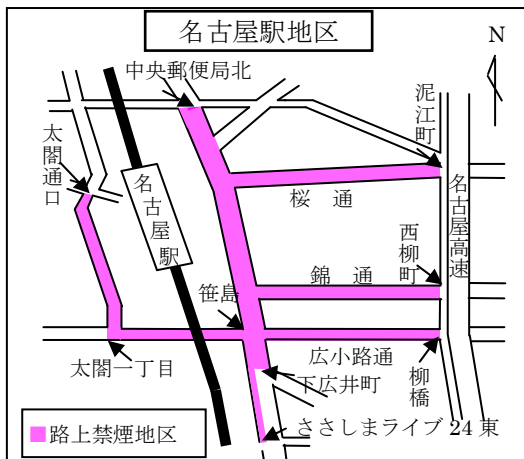 名古屋駅地区
N
中央郵便局北
泥江町
太閤通口
名古屋駅
桜通
名古屋高速
西柳町
錦通
笹島
広小路通
太閤一丁目
下広井町
柳橋
ささしまライブ24東
路上禁煙地区